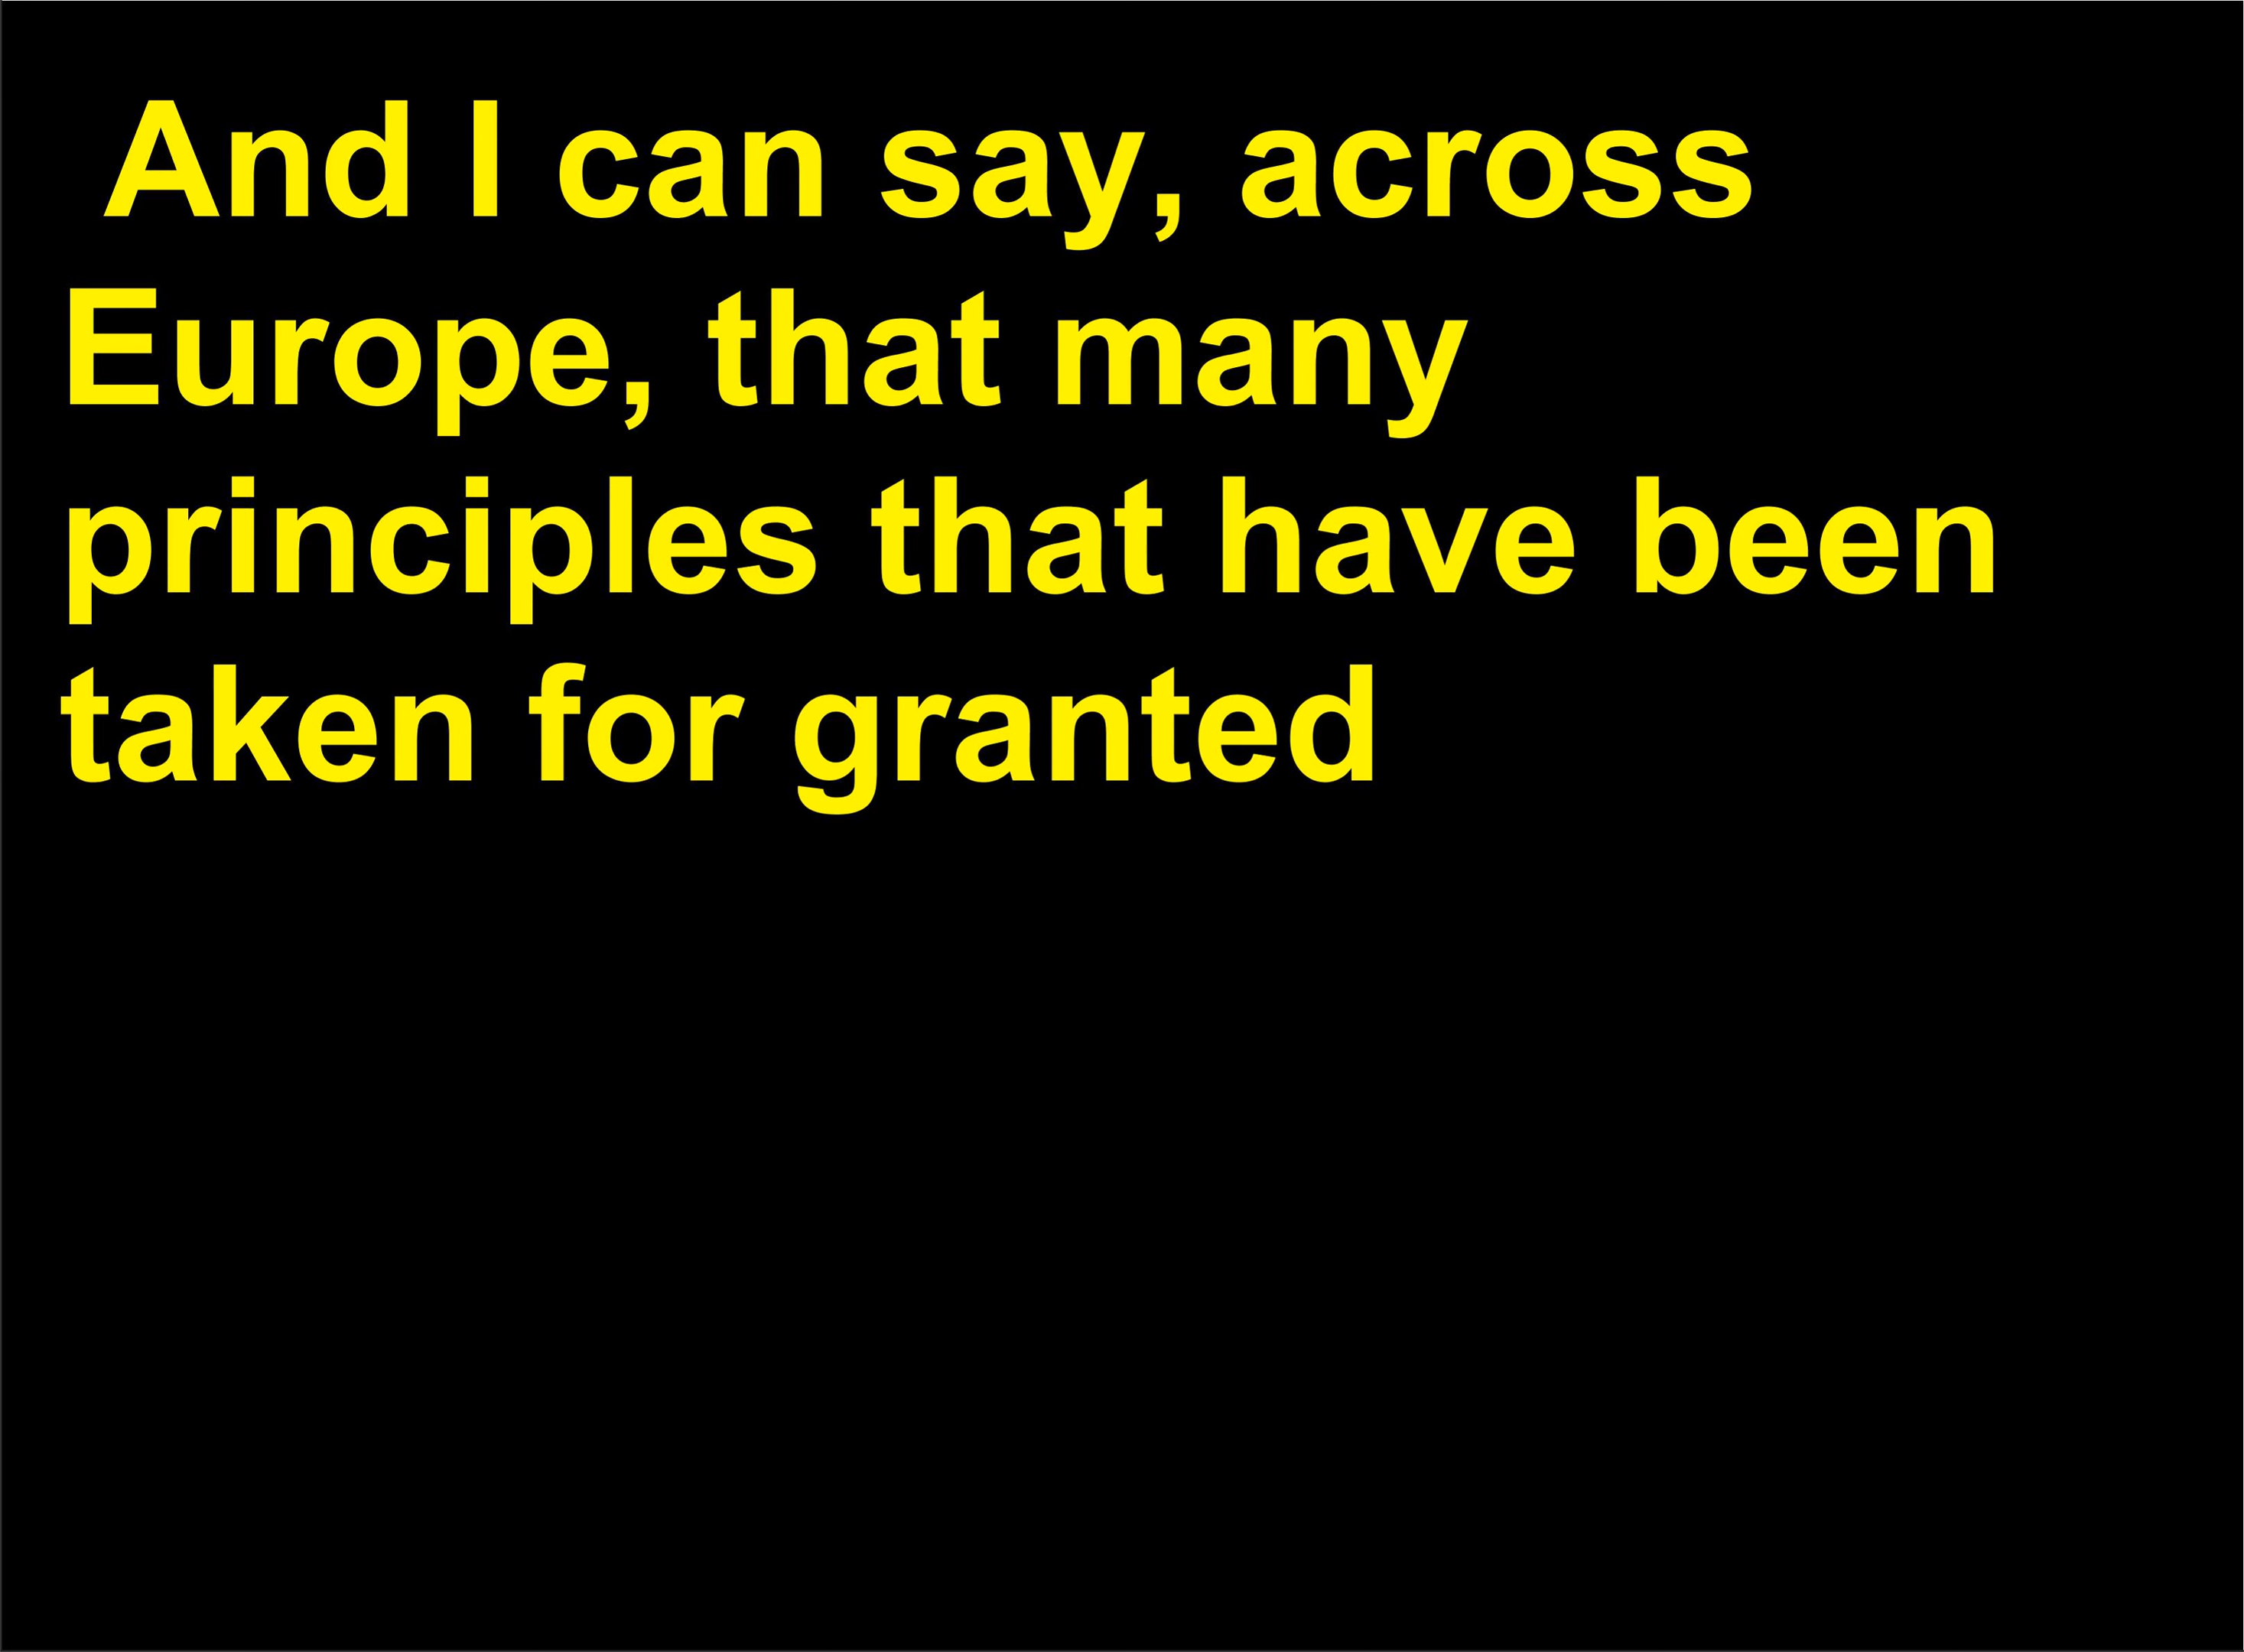 And I can say, across
Europe, that many
principles that have been
taken for granted